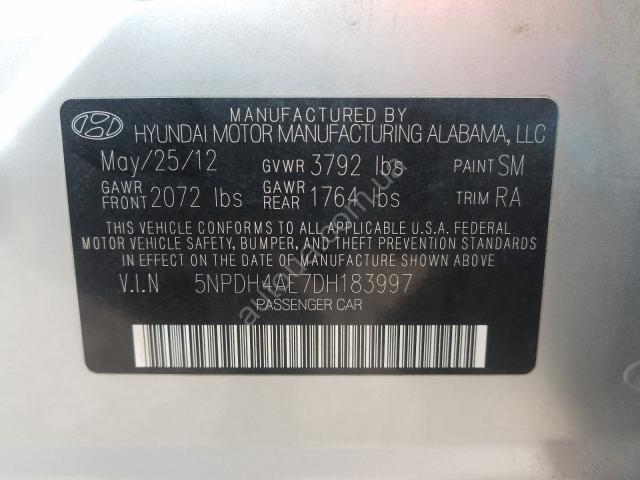 MANUFACTURED BY
HYUNDAI MOTOR MANUFACTURING ALABAMA, LLC
May/25/12 GVWR 3792 lbs PAINT SM
GAWR FRONT 2072 lbs GAWR REAR 1764 lbs TRIM RA
THIS VEHICLE CONFORMS TO ALL APPLICABLE U.S.A. FEDERAL
MOTOR VEHICLE SAFETY, BUMPER, AND THEFT PREVENTION STANDARDS
IN EFFECT ON THE DATE OF MANUFACTURE SHOWN ABOVE
V.I.N 5NPDH4AE7DH183997
PASSENGER CAR